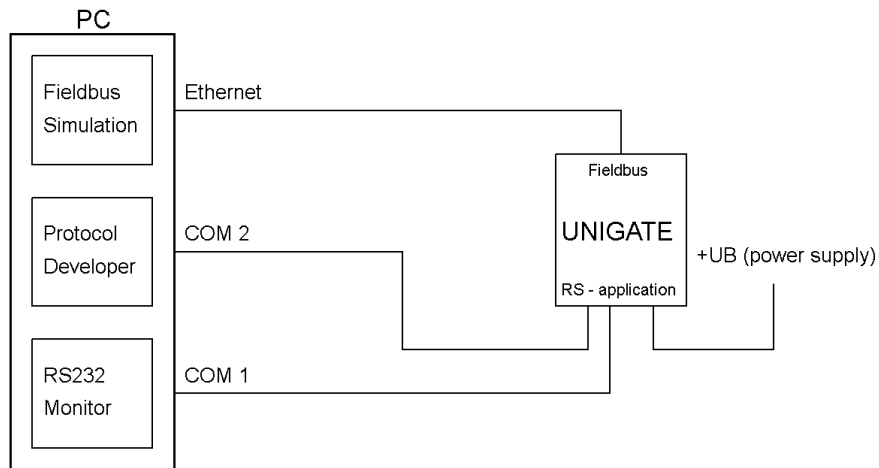 PC
Fieldbus
Simulation
Ethernet
Fieldbus
UNIGATE
RS - application
+UB (power supply)
Protocol
Developer
COM 2
RS232
Monitor
COM 1